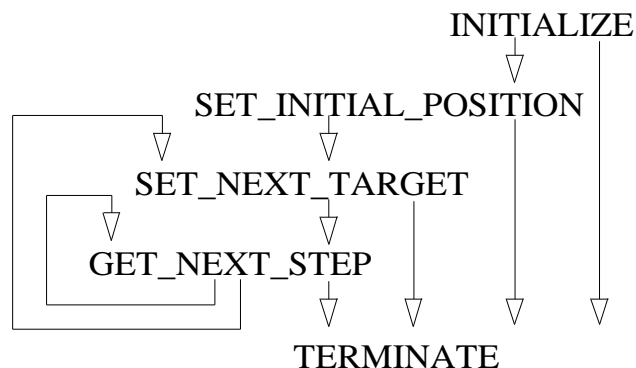 INITIALIZE
SET_INITIAL_POSITION
SET_NEXT_TARGET
GET_NEXT_STEP
TERMINATE